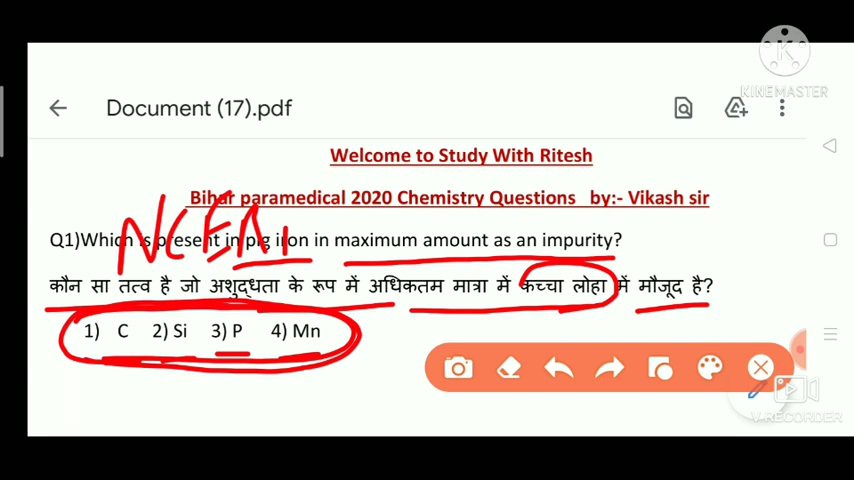 KINEMASTER
Document (17).pdf
Welcome to Study With Ritesh
Bihar paramedical 2020 Chemistry Questions by:- Vikash sir
NCERT
Q1)Which is present in pig iron in maximum amount as an impurity?
कौन सा तत्व है जो अशुद्धता के रूप में अधिकतम मात्रा में कच्चा लोहा में मौजूद है?
1) C 2) Si 3) P 4) Mn
V RECORDER